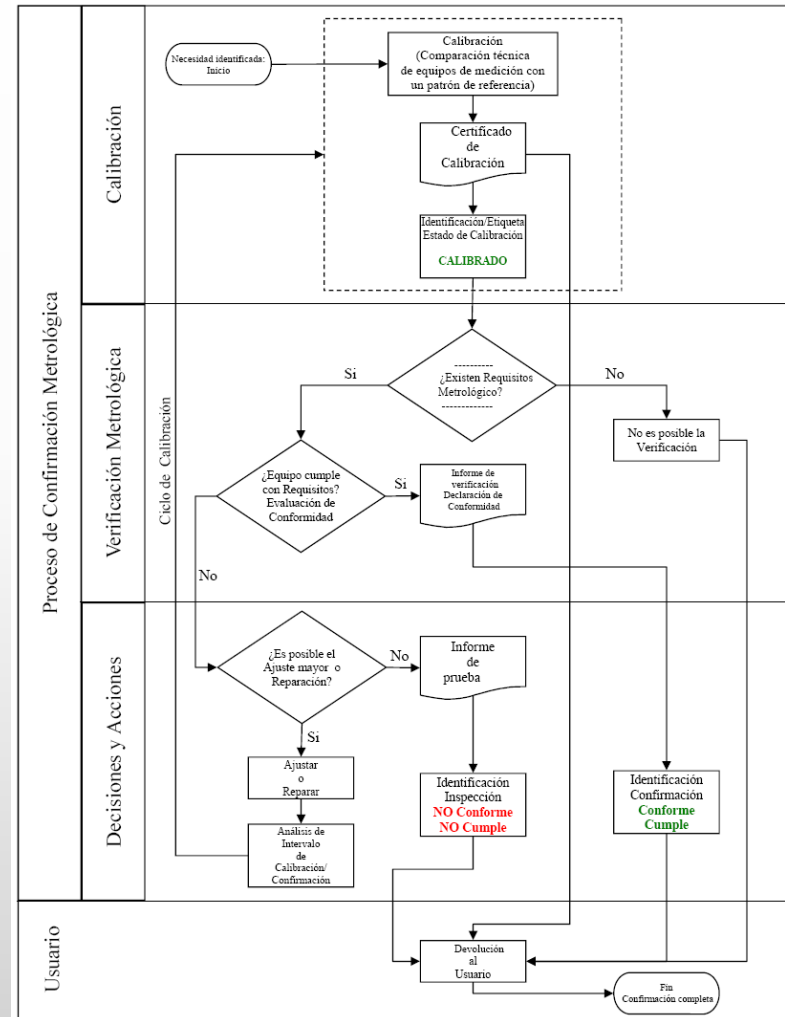 Proceso de Confirmación Metrológica
Calibración
Necesidad identificada:
Inicio
Calibración
(Comparación técnica
de equipos de medición con
un patrón de referencia)
Certificado
de
Calibración
Identificación/Etiqueta
Estado de Calibración
CALIBRADO
Verificación Metrológica
Ciclo de Calibración
----------
¿Existen Requisitos
Metrológico?
-------------
Si
No
No es posible la
Verificación
¿Equipo cumple
con Requisitos?
Evaluación de
Conformidad
Si
Informe de
verificación
Declaración de
Conformidad
No
Decisiones y Acciones
¿Es posible el
Ajuste mayor o
Reparación?
No
Informe
de
prueba
Si
Ajustar
o
Reparar
Identificación
Inspección
NO Conforme
NO Cumple
Identificación
Confirmación
Conforme
Cumple
Análisis de
Intervalo
de
Calibración/
Confirmación
Usuario
Devolución
al
Usuario
Fin
Confirmación completa